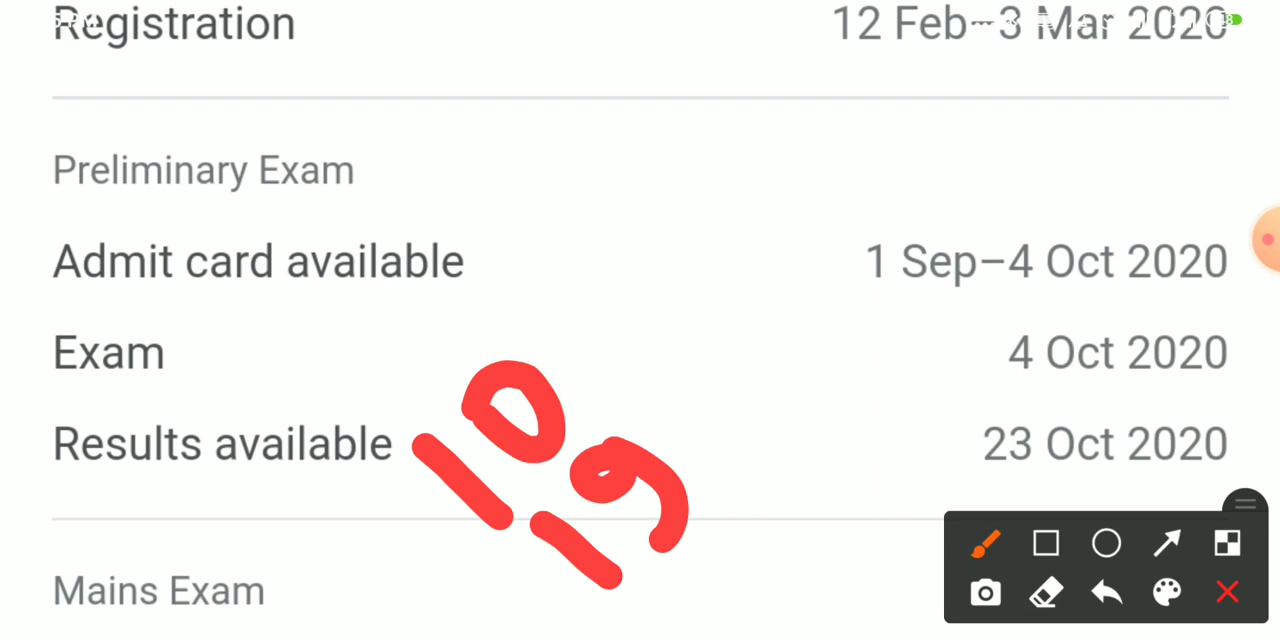 Registration 12 Feb–3 Mar 2020
Preliminary Exam
Admit card available 1 Sep–4 Oct 2020
Exam 4 Oct 2020
Results available 23 Oct 2020
10
19
Mains Exam